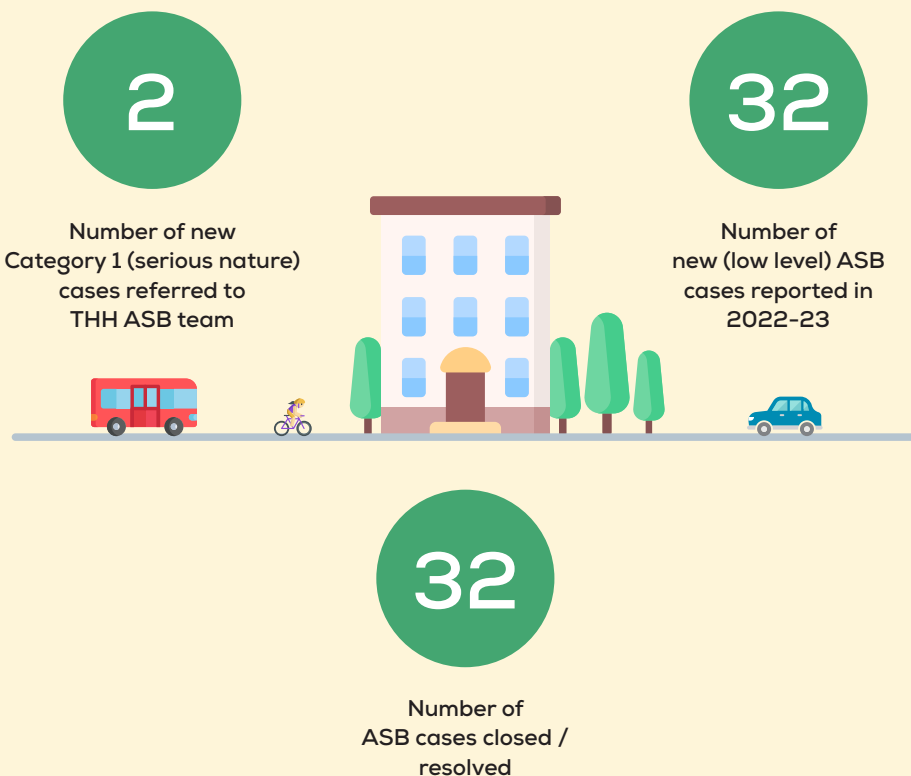 2
Number of new
Category 1 (serious nature)
cases referred to
THH ASB team
32
Number of
new (low level) ASB
cases reported in
2022-23
32
Number of
ASB cases closed /
resolved